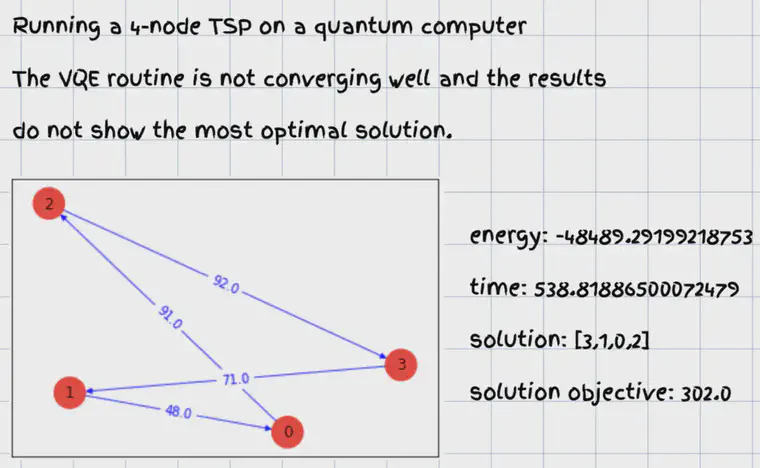 Running a 4-node TSP on a quantum computer
The VQE routine is not converging well and the results
do not show the most optimal solution.
2
92.0
91.0
energy: -48489.29199218753
time: 538.81886500072479
3
71.0
solution: [3,1,0,2]
1
48.0
solution objective: 302.0
0